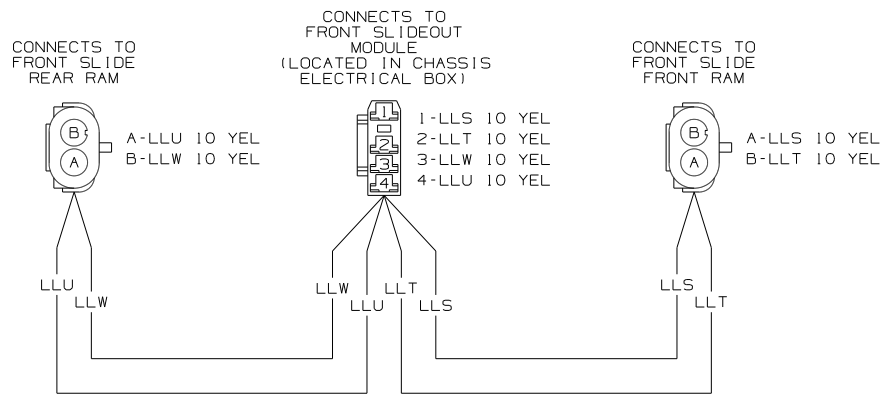 CONNECTS TO
FRONT SLIDE
REAR RAM
B
A
A-LLU 10 YEL
B-LLW 10 YEL
CONNECTS TO
FRONT SLIDEOUT
MODULE
(LOCATED IN CHASSIS
ELECTRICAL BOX)
1
2
3
4
1-LLS 10 YEL
2-LLT 10 YEL
3-LLW 10 YEL
4-LLU 10 YEL
CONNECTS TO
FRONT SLIDE
FRONT RAM
B
A
A-LLS 10 YEL
B-LLT 10 YEL
LLU
LLW
LLW
LLU
LLT
LLS
LLS
LLT